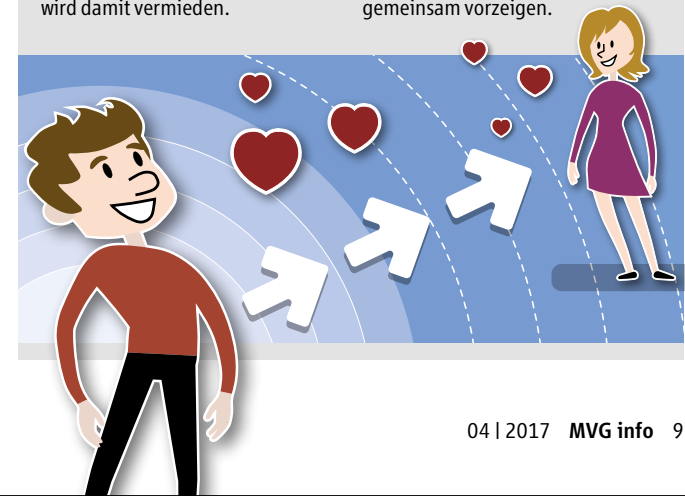 wird damit vermieden.
gemeinsam vorzeigen.
04 | 2017 MVG info 9